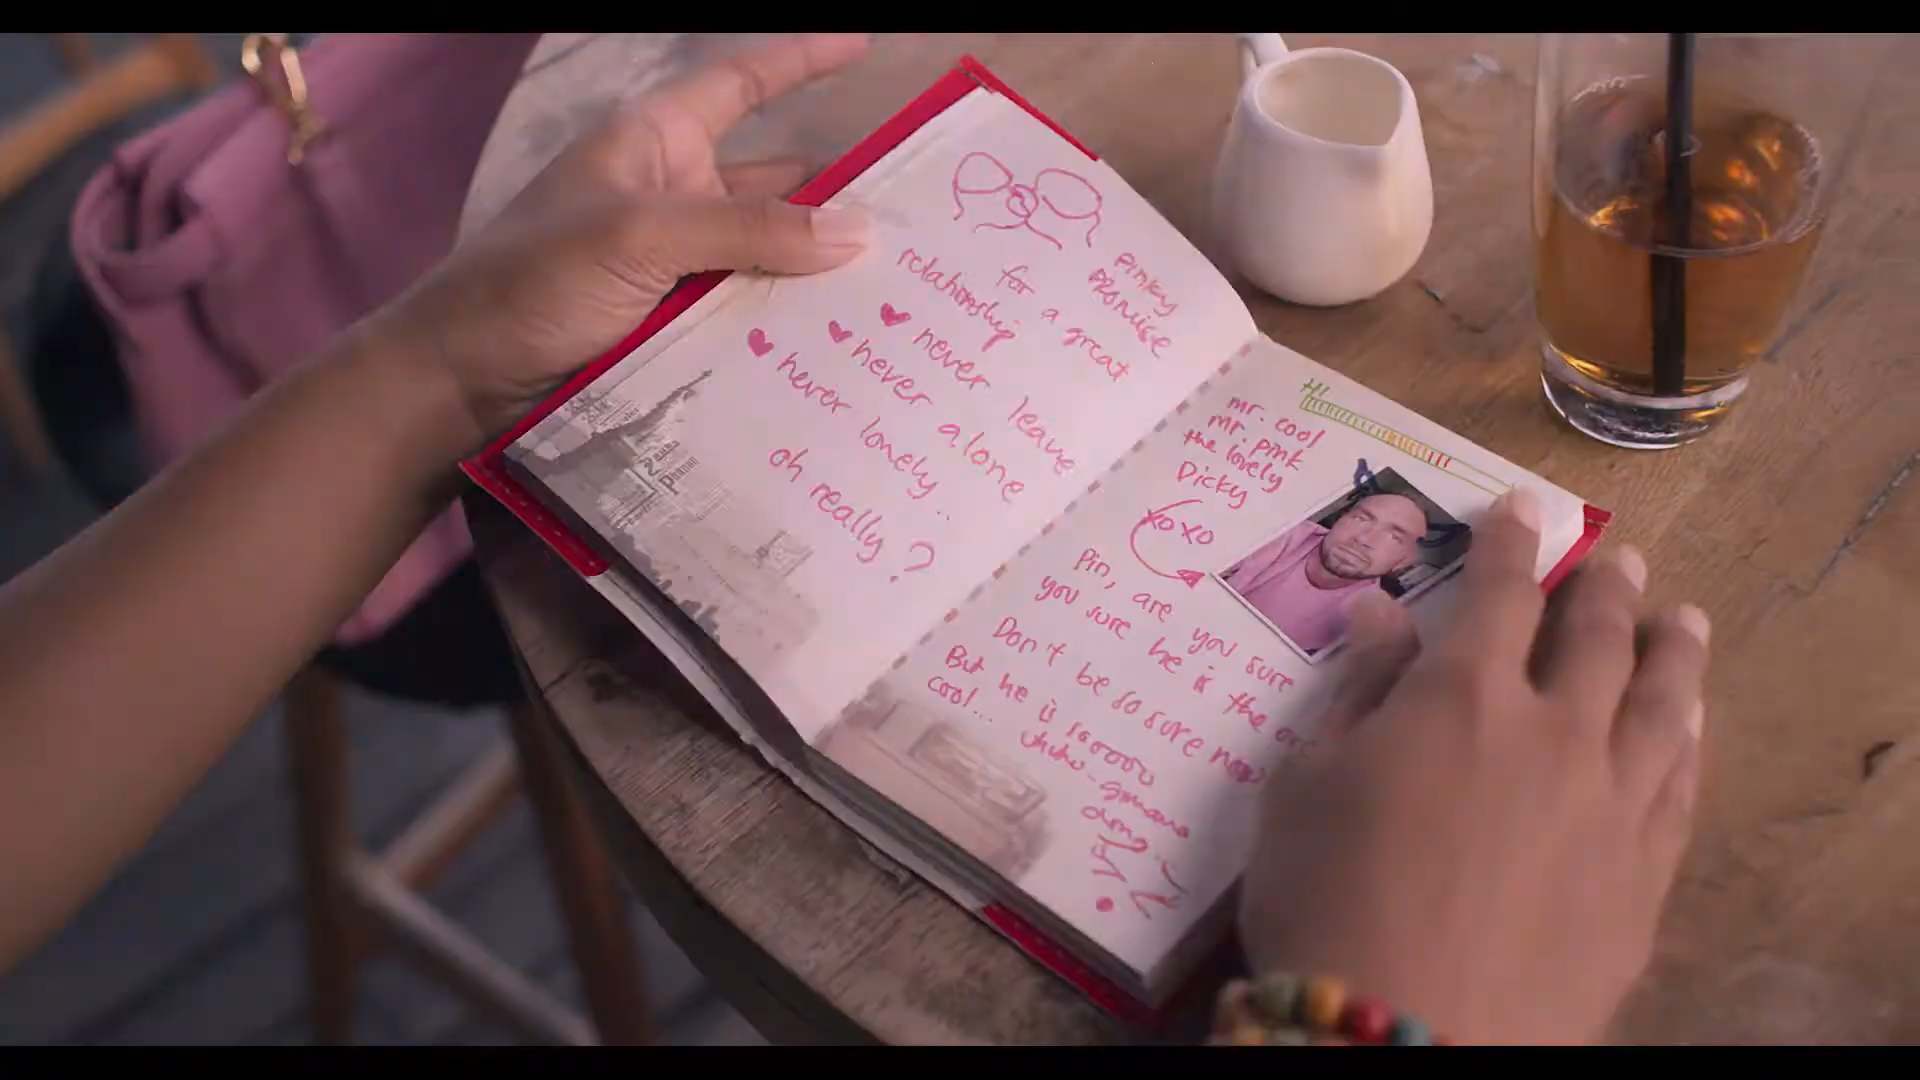 pinky
promise
for a great
relationship
never leave
never alone
never lonely..
oh really?
Hi
mr. cool
mr. pink
the lovely
Dicky
xoxo
Pin, are you sure
you sure he is the
Don't be so sure now
But he is sooooo
cool...